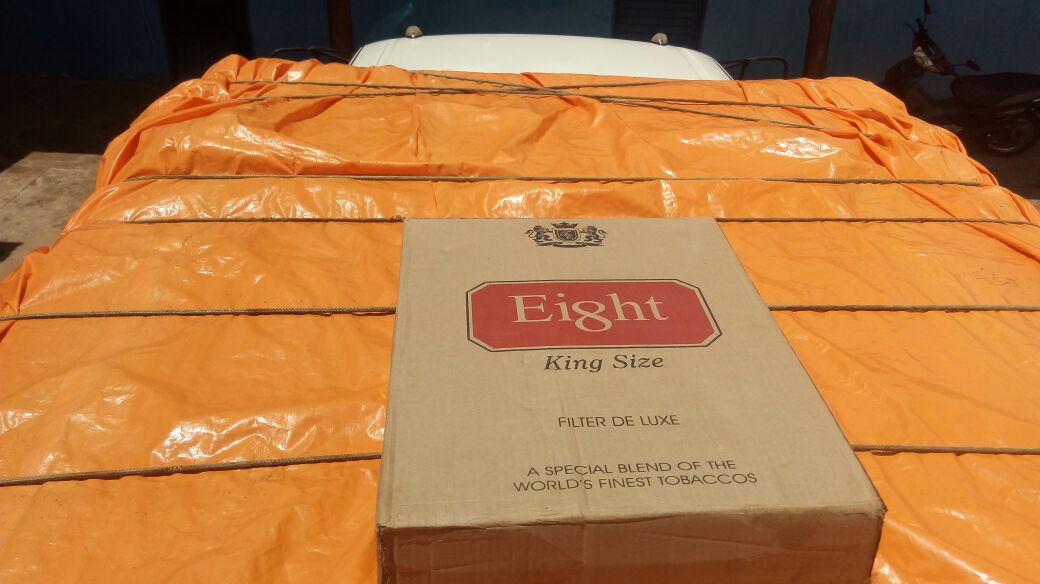 Eight
King Size
FILTER DE LUXE
A SPECIAL BLEND OF THE
WORLD'S FINEST TOBACCOS